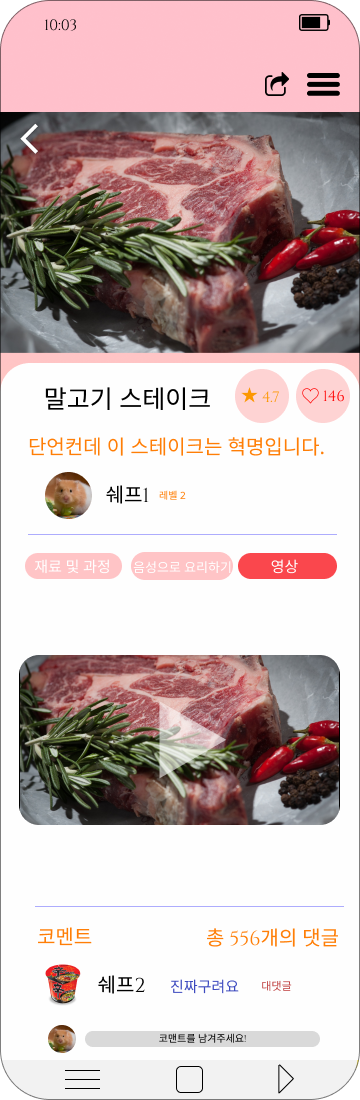 10:03
말고기 스테이크
4.7
146
단언컨데 이 스테이크는 혁명입니다.
쉐프1 레벨 2
재료 및 과정
음성으로 요리하기
영상
코멘트
총 556개의 댓글
쉐프2 진짜구려요 대댓글
코맨트를 남겨주세요!